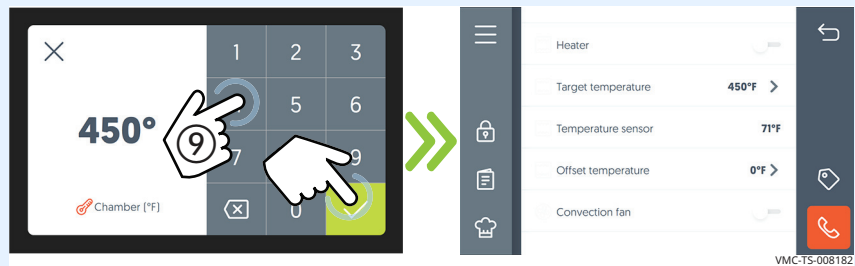 1 2 3
450° 5 6
9 7 9
Chamber (°F) 0
Heater
Target temperature 450°F
Temperature sensor 71°F
Offset temperature 0°F
Convection fan
VMC-TS-008182